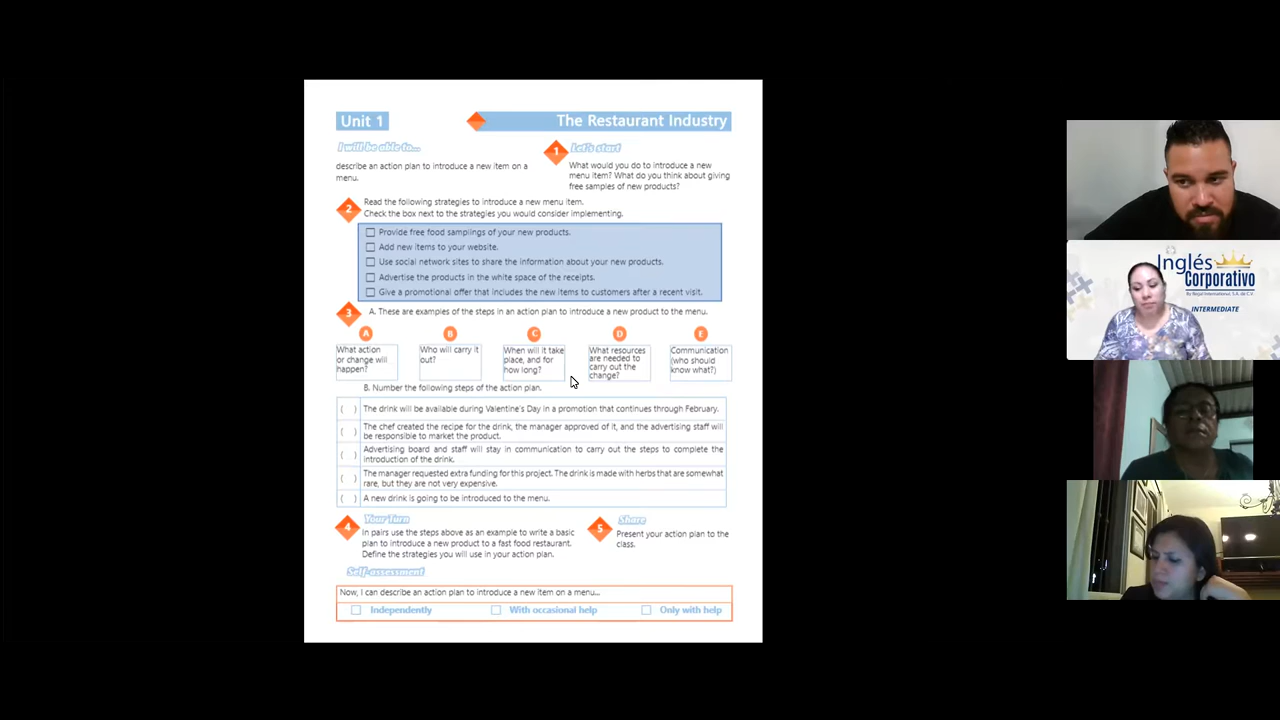 Unit 1
The Restaurant Industry
I will be able to...
describe an action plan to introduce a new item on a
menu.
1
Let's start
What would you do to introduce a new
menu item? What do you think about giving
free samples of new products?
2
Read the following strategies to introduce a new menu item.
Check the box next to the strategies you would consider implementing.
Provide free food samplings of your new products.
Add new items to your website.
Use social network sites to share the information about your new products.
Advertise the products in the white space of the receipts.
Give a promotional offer that includes the new items to customers after a recent visit.
3
A. These are examples of the steps in an action plan to introduce a new product to the menu.
A
What action
or change will
happen?
B
Who will carry it
out?
C
When will it take
place, and for
how long?
D
What resources
are needed to
carry out the
change?
E
Communication
(who should
know what?)
B. Number the following steps of the action plan.
( ) The drink will be available during Valentine's Day in a promotion that continues through February.
( ) The chef created the recipe for the drink, the manager approved of it, and the advertising staff will
be responsible to market the product.
( ) Advertising board and staff will stay in communication to carry out the steps to complete the
introduction of the drink.
( ) The manager requested extra funding for this project. The drink is made with herbs that are somewhat
rare, but they are not very expensive.
( ) A new drink is going to be introduced to the menu.
4
Your Turn
In pairs use the steps above as an example to write a basic
plan to introduce a new product to a fast food restaurant.
Define the strategies you will use in your action plan.
5
Share
Present your action plan to the
class.
Self-assessment
Now, I can describe an action plan to introduce a new item on a menu...
Independently
With occasional help
Only with help
Inglés
Corporativo
INTERMEDIATE